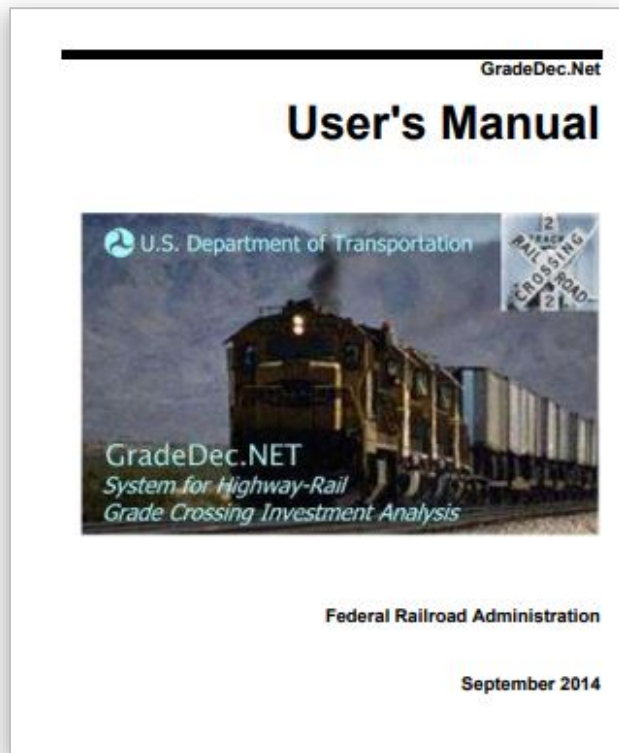 GradeDec.Net
User's Manual
U.S. Department of Transportation
2
TRACK
RAIL CROSSING ROAD
2
GradeDec.NET
System for Highway-Rail
Grade Crossing Investment Analysis
Federal Railroad Administration
September 2014